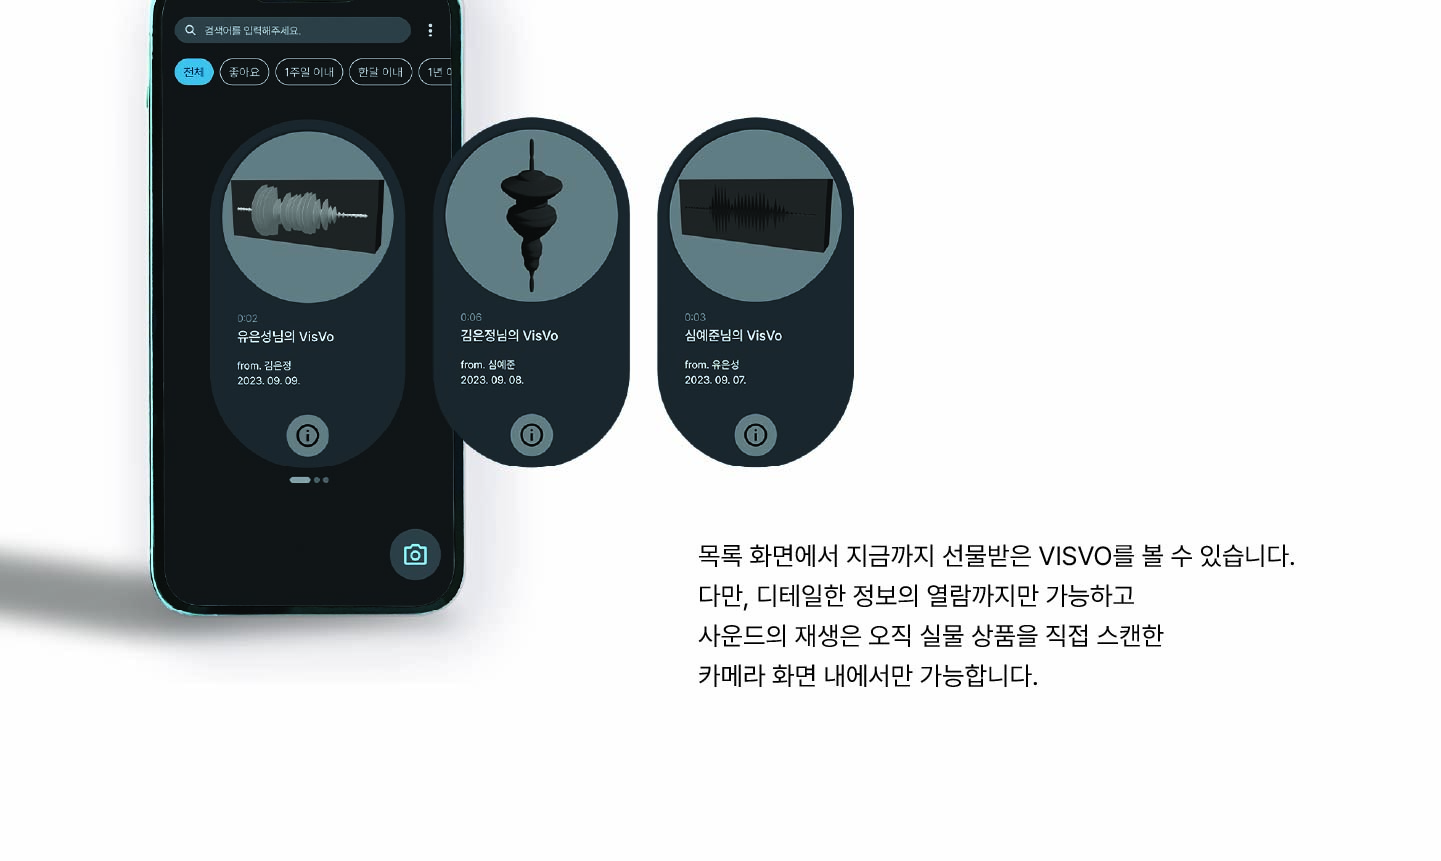 검색어를 입력해주세요.
전체 좋아요 1주일 이내 한달 이내 1년
0:02
유은성님의 VisVo
from. 김은정
2023. 09. 09.
0:06
김은정님의 VisVo
from. 심예준
2023. 09. 08.
0:03
심예준님의 VisVo
from. 유은성
2023. 09. 07.
목록 화면에서 지금까지 선물받은 VISVO를 볼 수 있습니다.
다만, 디테일한 정보의 열람까지만 가능하고
사운드의 재생은 오직 실물 상품을 직접 스캔한
카메라 화면 내에서만 가능합니다.